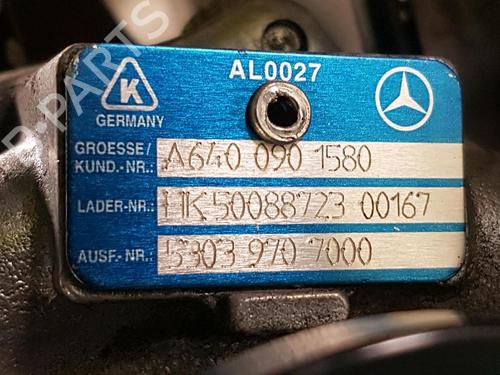 AL0027
K
GERMANY
GROESSE/
KUND.-NR.: A640 090 1580
LADER-NR.: HK50088723 00167
AUSF.-NR.: 5303 970 7000